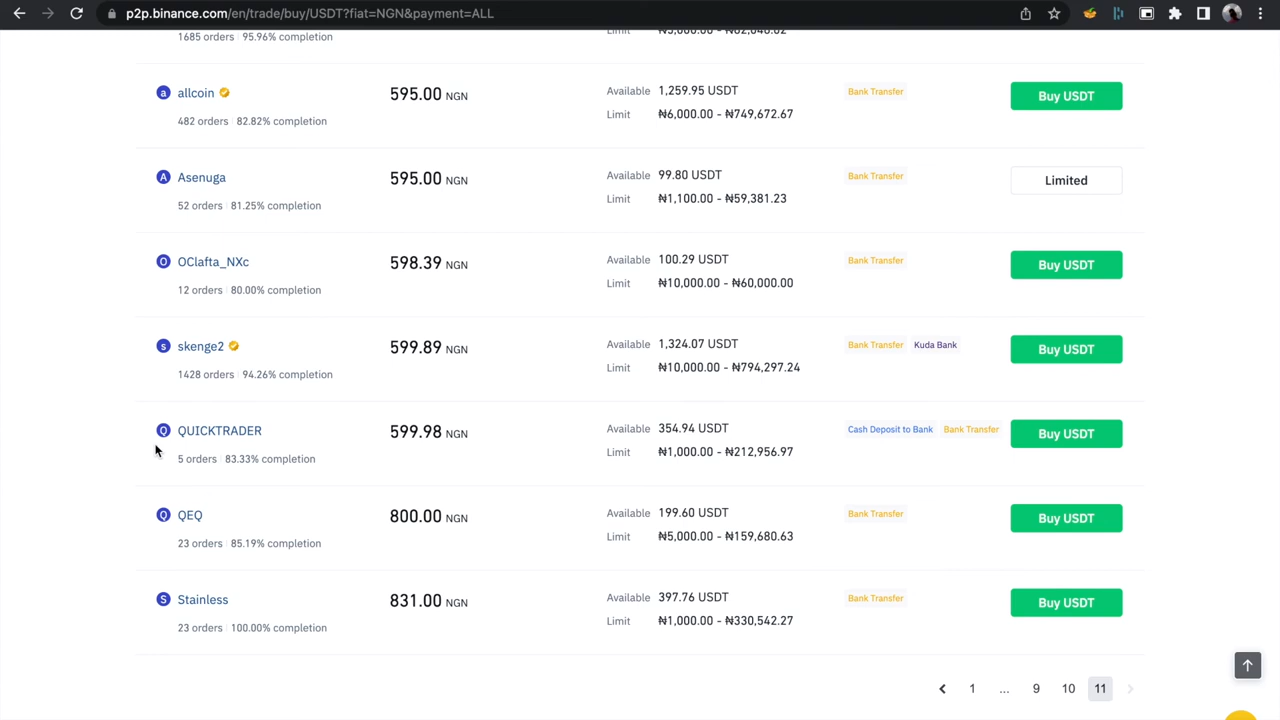 p2p.binance.com/en/trade/buy/USDT?fiat=NGN&payment=ALL
1685 orders 95.96% completion
allcoin
595.00 NGN
Available 1,259.95 USDT
Limit ₦6,000.00 - ₦749,672.67
Bank Transfer
Buy USDT
482 orders 82.82% completion
Asenuga
595.00 NGN
Available 99.80 USDT
Limit ₦1,100.00 - ₦59,381.23
Bank Transfer
Limited
52 orders 81.25% completion
OClafta_NXc
598.39 NGN
Available 100.29 USDT
Limit ₦10,000.00 - ₦60,000.00
Bank Transfer
Buy USDT
12 orders 80.00% completion
skenge2
599.89 NGN
Available 1,324.07 USDT
Limit ₦10,000.00 - ₦794,297.24
Bank Transfer Kuda Bank
Buy USDT
1428 orders 94.26% completion
QUICKTRADER
599.98 NGN
Available 354.94 USDT
Limit ₦1,000.00 - ₦212,956.97
Cash Deposit to Bank Bank Transfer
Buy USDT
5 orders 83.33% completion
QEQ
800.00 NGN
Available 199.60 USDT
Limit ₦5,000.00 - ₦159,680.63
Bank Transfer
Buy USDT
23 orders 85.19% completion
Stainless
831.00 NGN
Available 397.76 USDT
Limit ₦1,000.00 - ₦330,542.27
Bank Transfer
Buy USDT
23 orders 100.00% completion
1 ... 9 10 11